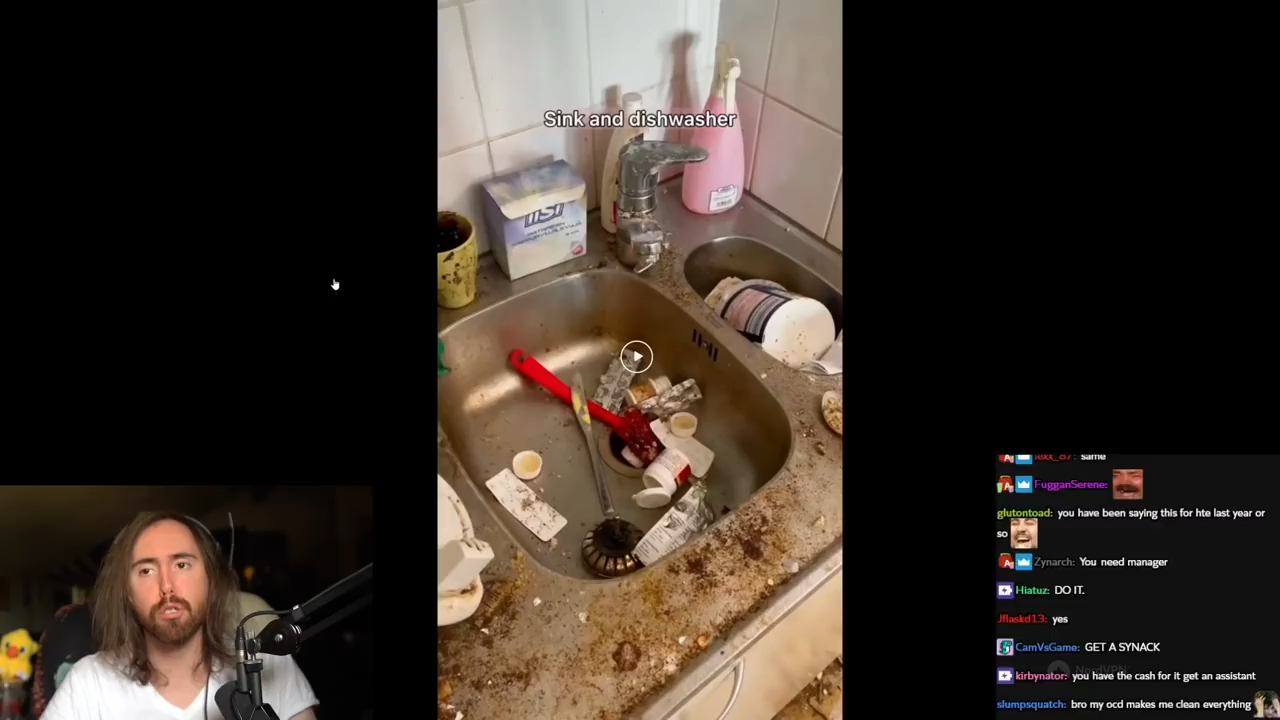 Sink and dishwasher
same
FugganSerene:
glutontoad: you have been saying this for hte last year or
so
Zynarch: You need manager
Hiatuz: DO IT.
Jflaskd13: yes
CamVsGame: GET A SYNACK
NordVPN
kirbynator: you have the cash for it get an assistant
slumpsquatch: bro my ocd makes me clean everything